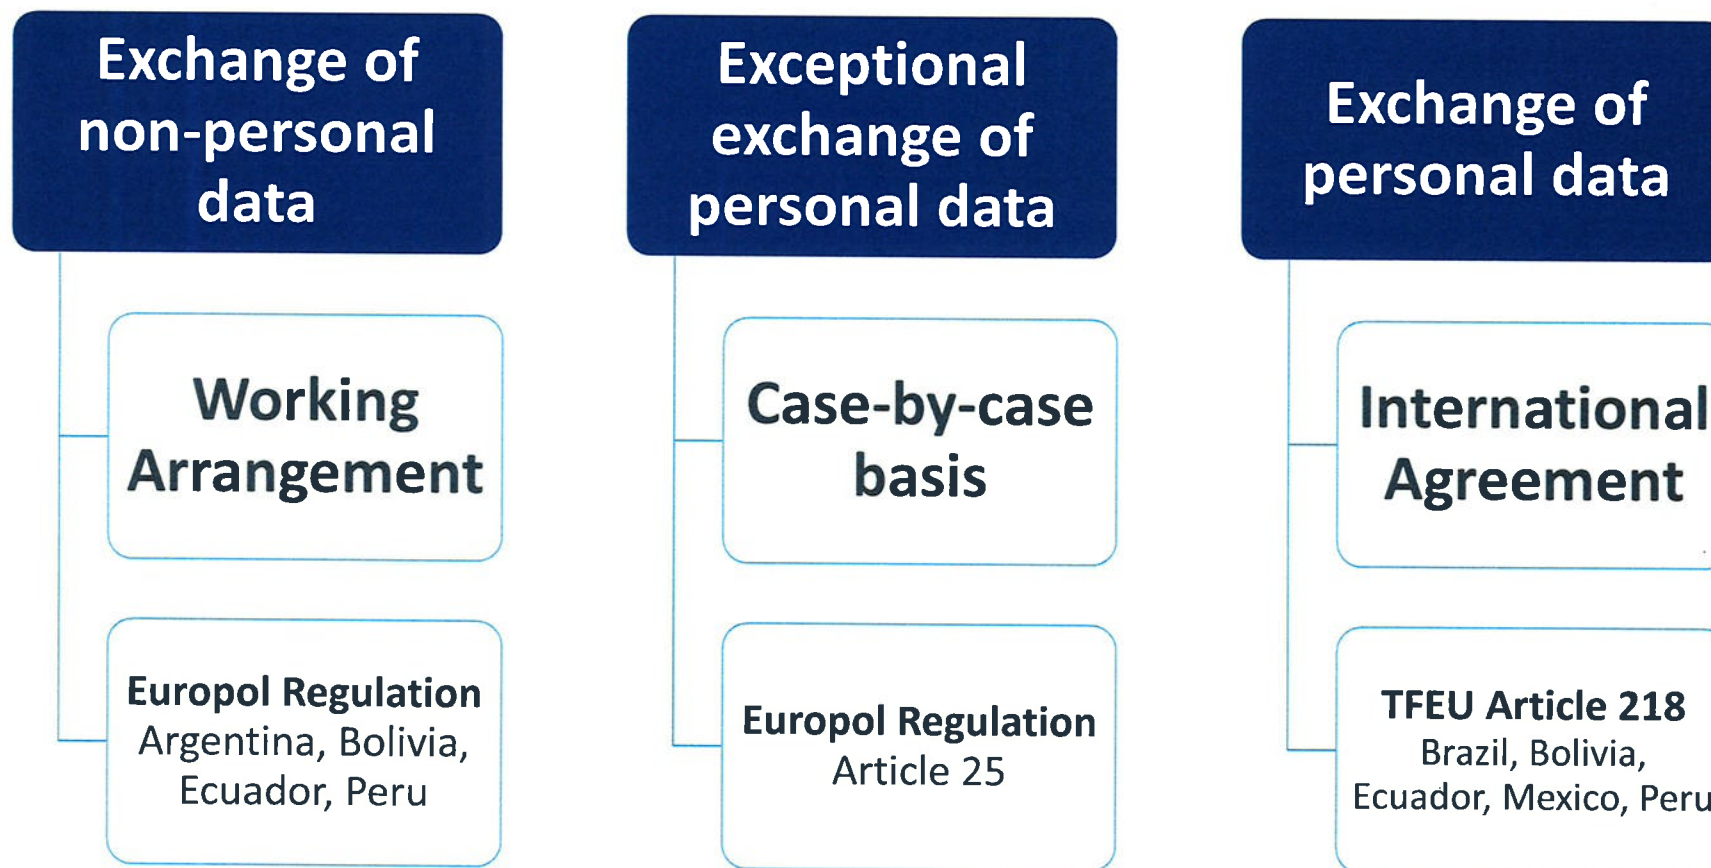 Exchange of
non-personal
data
Working
Arrangement
Europol Regulation
Argentina, Bolivia,
Ecuador, Peru
Exceptional
exchange of
personal data
Case-by-case
basis
Europol Regulation
Article 25
Exchange of
personal data
International
Agreement
TFEU Article 218
Brazil, Bolivia,
Ecuador, Mexico, Peru